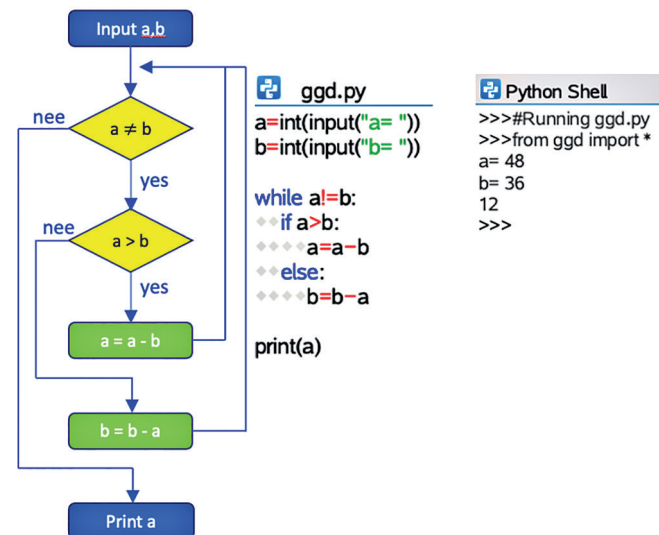 Input a,b
nee
a ≠ b
yes
nee
a > b
yes
a = a - b
b = b - a
Print a
ggd.py
a=int(input("a= "))
b=int(input("b= "))
while a!=b:
◆◆if a>b:
◆◆◆◆a=a−b
◆◆else:
◆◆◆◆b=b−a
print(a)
Python Shell
>>>#Running ggd.py
>>>from ggd import *
a= 48
b= 36
12
>>>